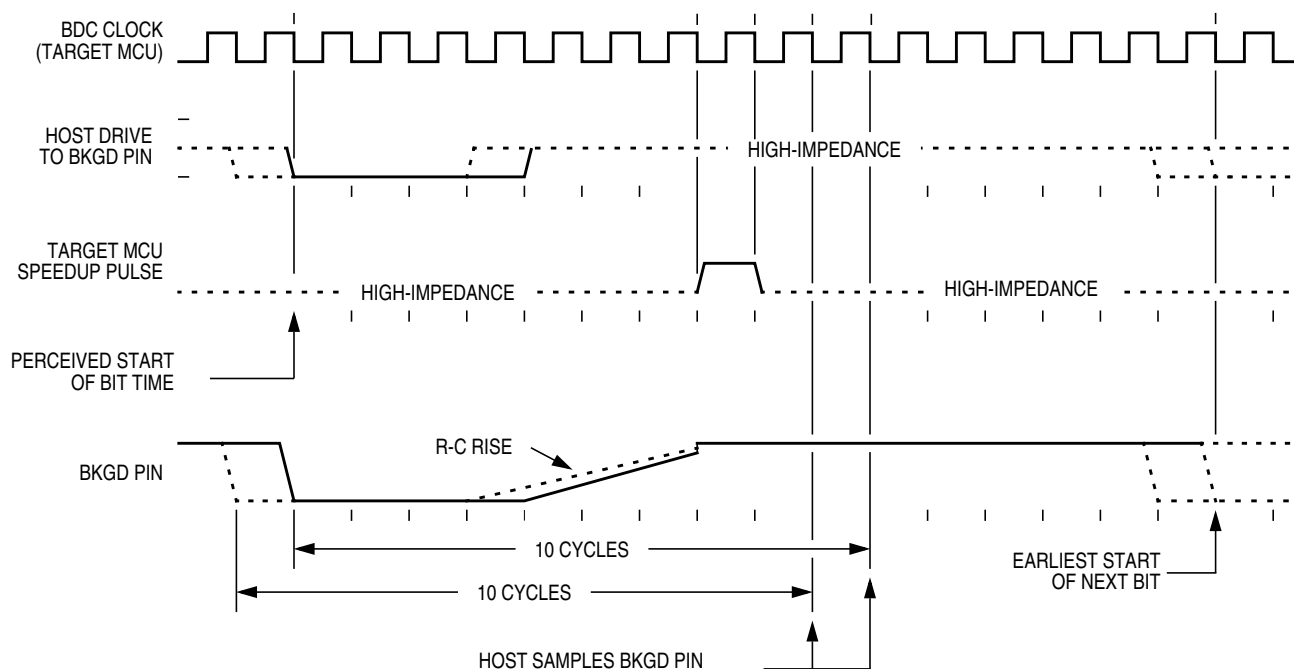 BDC CLOCK
(TARGET MCU)
HOST DRIVE
TO BKGD PIN
HIGH-IMPEDANCE
TARGET MCU
SPEEDUP PULSE
HIGH-IMPEDANCE
HIGH-IMPEDANCE
PERCEIVED START
OF BIT TIME
R-C RISE
BKGD PIN
10 CYCLES
EARLIEST START
OF NEXT BIT
10 CYCLES
HOST SAMPLES BKGD PIN